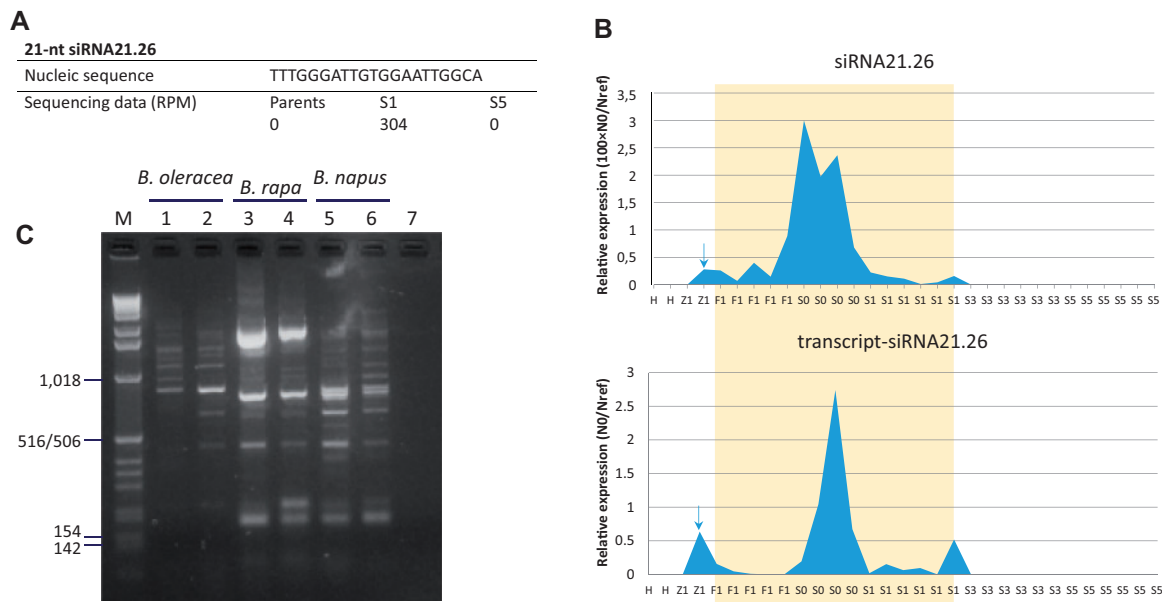 A
21-nt siRNA21.26
Nucleic sequence TTTGGGATTGTGGAATTGGCA
Sequencing data (RPM) Parents S1 S5
0 304 0
B. oleracea B. rapa B. napus
M 1 2 3 4 5 6 7
C
1,018
516/506
154
142
B
siRNA21.26
Relative expression (100×N0/Nref)
3,5
3
2,5
2
1,5
1
0,5
0
H H Z1 Z1 F1 F1 F1 F1 F1 S0 S0 S0 S0 S1 S1 S1 S1 S1 S1 S3 S3 S3 S3 S3 S3 S5 S5 S5 S5 S5 S5
transcript-siRNA21.26
Relative expression (N0/Nref)
3
2.5
2
1.5
1
0.5
0
H H Z1 Z1 F1 F1 F1 F1 F1 S0 S0 S0 S0 S1 S1 S1 S1 S1 S1 S3 S3 S3 S3 S3 S3 S5 S5 S5 S5 S5 S5